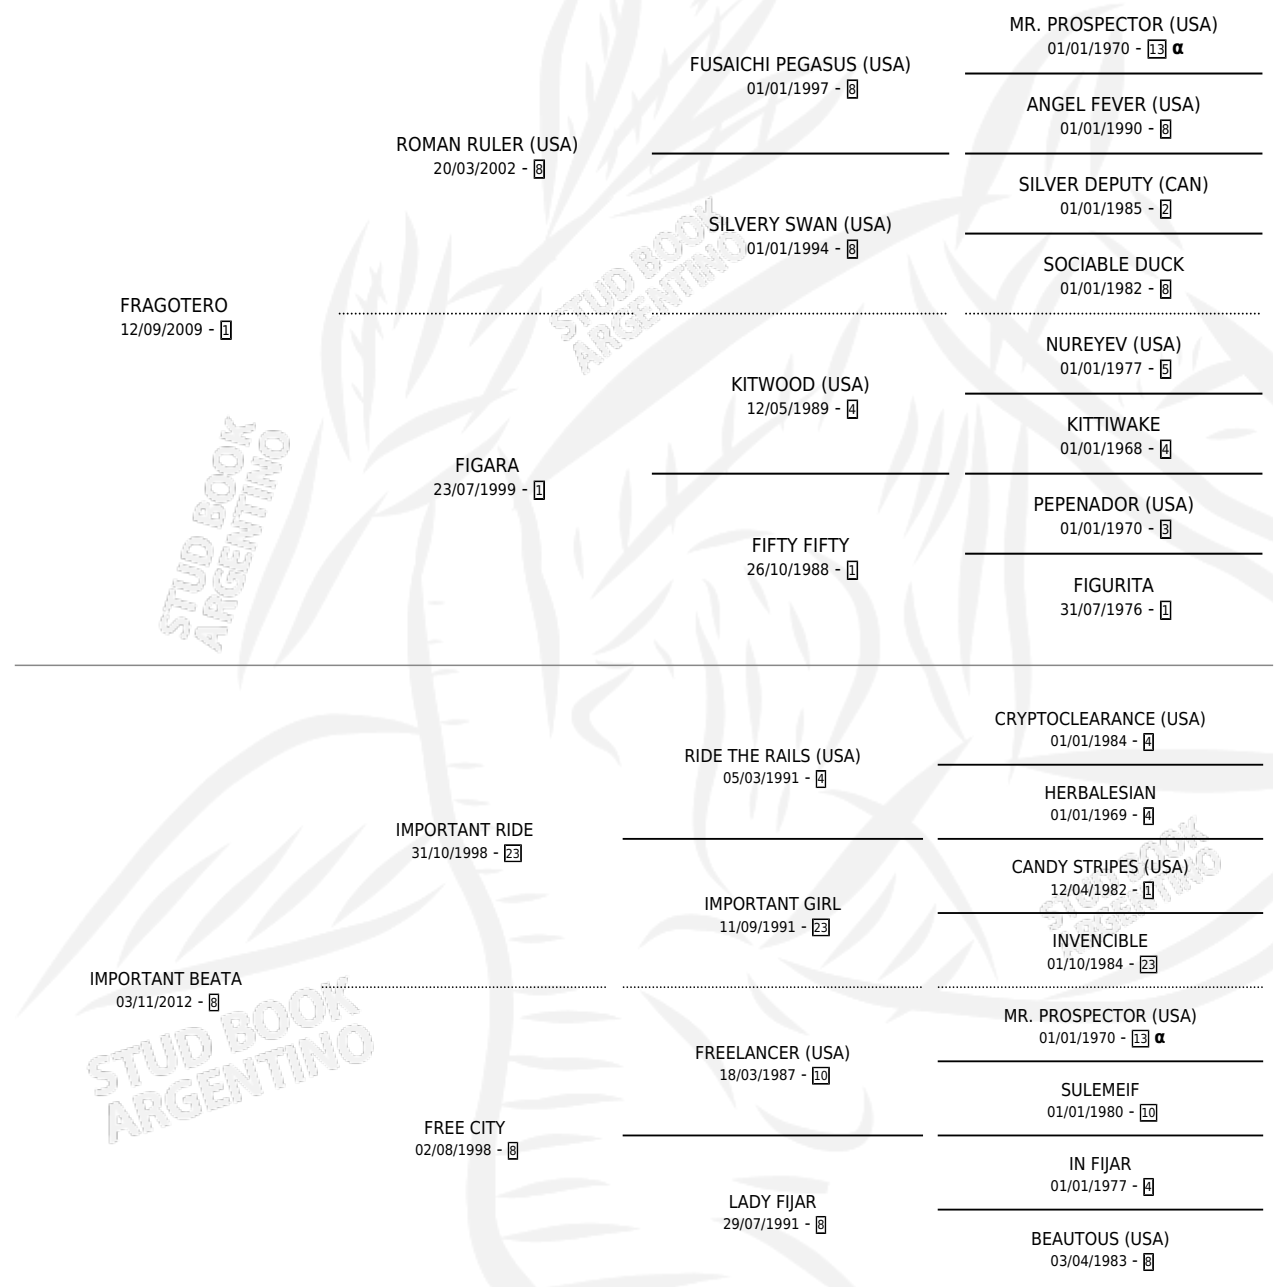 MR. PROSPECTOR (USA)
01/01/1970 - 13 α
FUSAICHI PEGASUS (USA)
01/01/1997 - 8
ANGEL FEVER (USA)
01/01/1990 - 8
ROMAN RULER (USA)
20/03/2002 - 8
SILVER DEPUTY (CAN)
01/01/1985 - 2
SILVERY SWAN (USA)
01/01/1994 - 8
SOCIABLE DUCK
01/01/1982 - 8
FRAGOTERO
12/09/2009 - 1
NUREYEV (USA)
01/01/1977 - 5
KITWOOD (USA)
12/05/1989 - 4
KITTIWAKE
01/01/1968 - 4
FIGARA
23/07/1999 - 1
PEPENADOR (USA)
01/01/1970 - 3
FIFTY FIFTY
26/10/1988 - 1
FIGURITA
31/07/1976 - 1
CRYPTOCLEARANCE (USA)
01/01/1984 - 4
RIDE THE RAILS (USA)
05/03/1991 - 4
HERBALESIAN
01/01/1969 - 4
IMPORTANT RIDE
31/10/1998 - 23
CANDY STRIPES (USA)
12/04/1982 - 1
IMPORTANT GIRL
11/09/1991 - 23
INVENCIBLE
01/10/1984 - 23
IMPORTANT BEATA
03/11/2012 - 8
MR. PROSPECTOR (USA)
01/01/1970 - 13 α
FREELANCER (USA)
18/03/1987 - 10
SULEMEIF
01/01/1980 - 10
FREE CITY
02/08/1998 - 8
IN FIJAR
01/01/1977 - 4
LADY FIJAR
29/07/1991 - 8
BEAUTOUS (USA)
03/04/1983 - 8
STUD BOOK
ARGENTINO
STUD BOOK
ARGENTINO
STUD BOOK
ARGENTINO
STUD BOOK
ARGENTINO